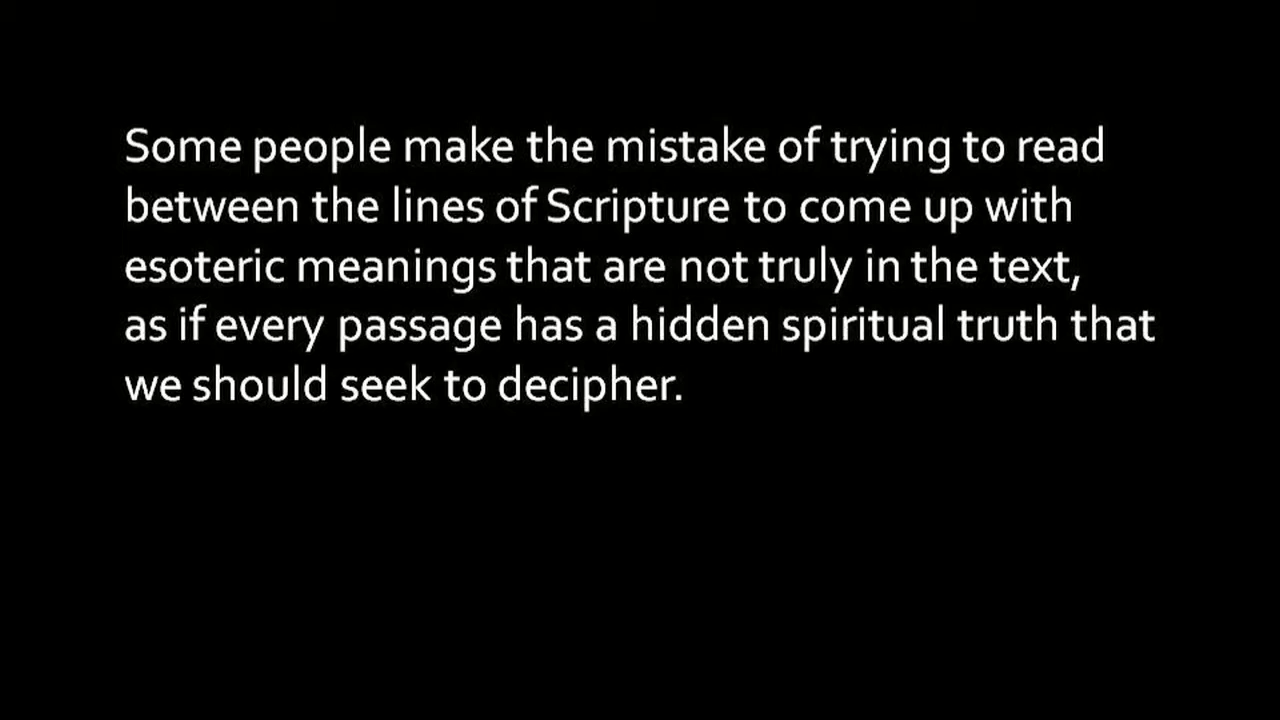 Some people make the mistake of trying to read
between the lines of Scripture to come up with
esoteric meanings that are not truly in the text,
as if every passage has a hidden spiritual truth that
we should seek to decipher.